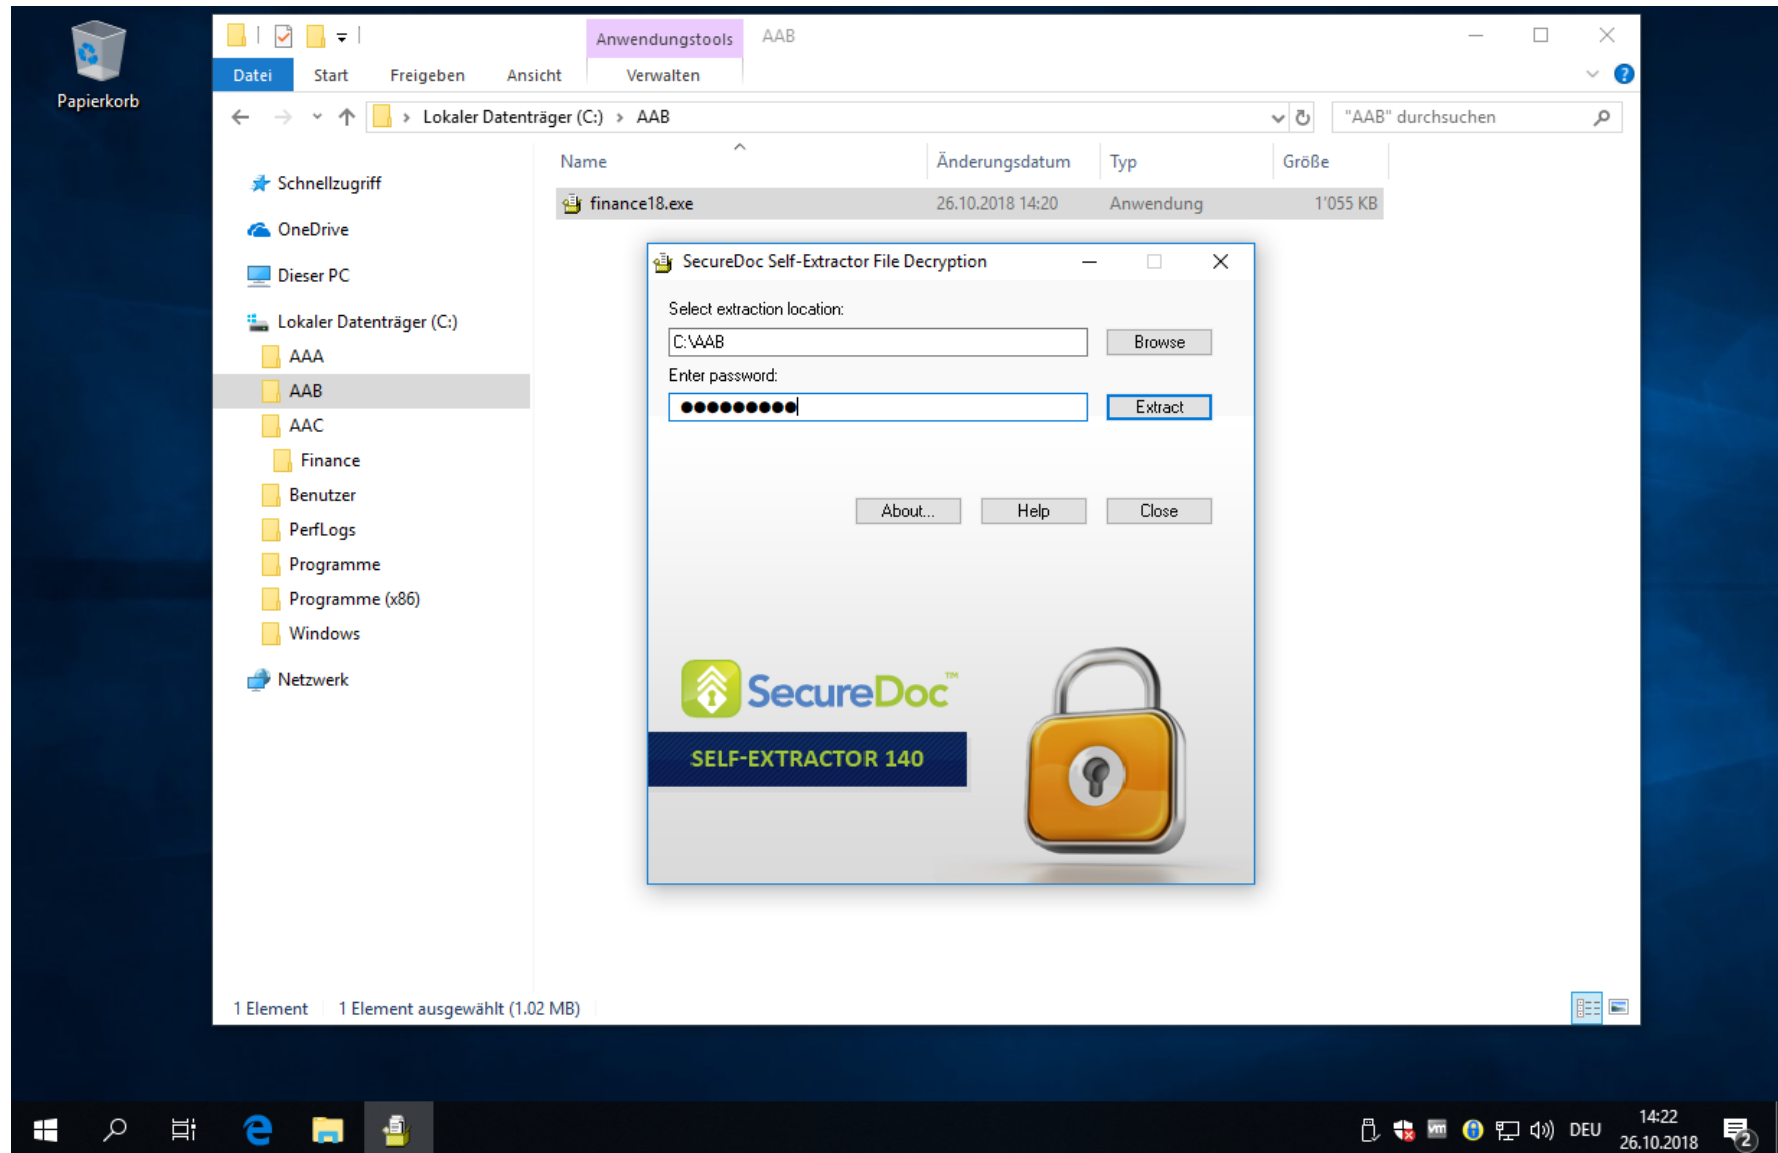 Papierkorb
Anwendungstools
AAB
Datei
Start
Freigeben
Ansicht
Verwalten
Lokaler Datenträger (C:) › AAB
"AAB" durchsuchen
Name
Änderungsdatum
Typ
Größe
finance18.exe
26.10.2018 14:20
Anwendung
1'055 KB
Schnellzugriff
OneDrive
Dieser PC
Lokaler Datenträger (C:)
AAA
AAB
AAC
Finance
Benutzer
PerfLogs
Programme
Programme (x86)
Windows
Netzwerk
SecureDoc Self-Extractor File Decryption
Select extraction location:
C:\AAB
Browse
Enter password:
Extract
About...
Help
Close
SecureDoc™
SELF-EXTRACTOR 140
1 Element
1 Element ausgewählt (1.02 MB)
vm
DEU
14:22
26.10.2018
2